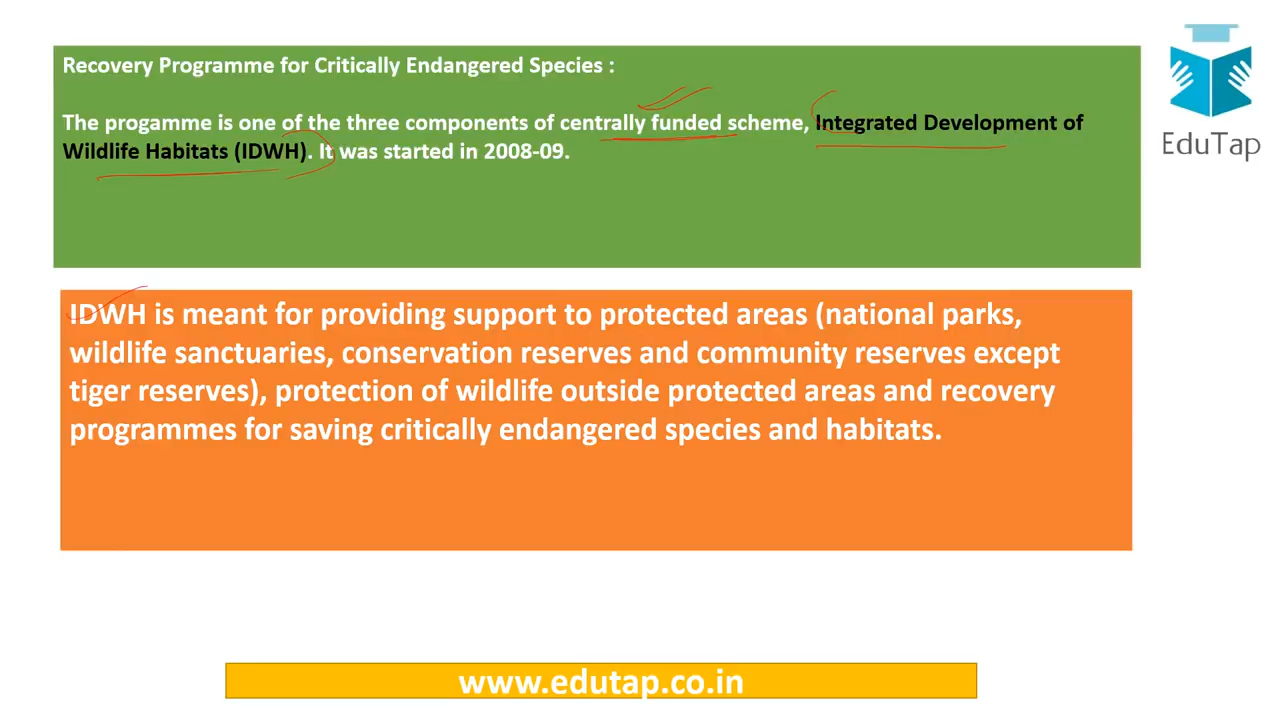 Recovery Programme for Critically Endangered Species :
The progamme is one of the three components of centrally funded scheme, Integrated Development of
Wildlife Habitats (IDWH). It was started in 2008-09.
EduTap
IDWH is meant for providing support to protected areas (national parks,
wildlife sanctuaries, conservation reserves and community reserves except
tiger reserves), protection of wildlife outside protected areas and recovery
programmes for saving critically endangered species and habitats.
www.edutap.co.in